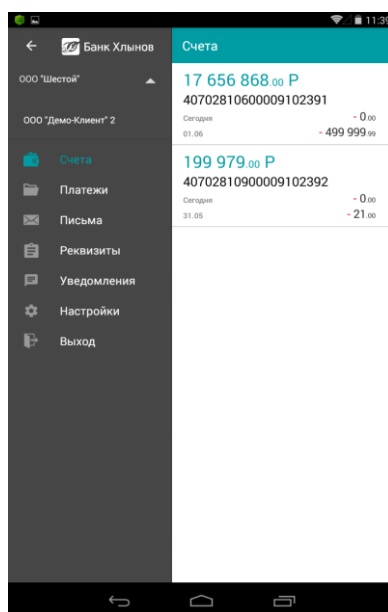 11:39
Банк Хлынов
ООО "Шестой"
ООО "Демо-Клиент" 2
Счета
Платежи
Письма
Реквизиты
Уведомления
Настройки
Выход
Счета
17 656 868.00 Р
40702810600009102391
Сегодня - 0.00
01.06 - 499 999.99
199 979.00 Р
40702810900009102392
Сегодня - 0.00
31.05 - 21.00